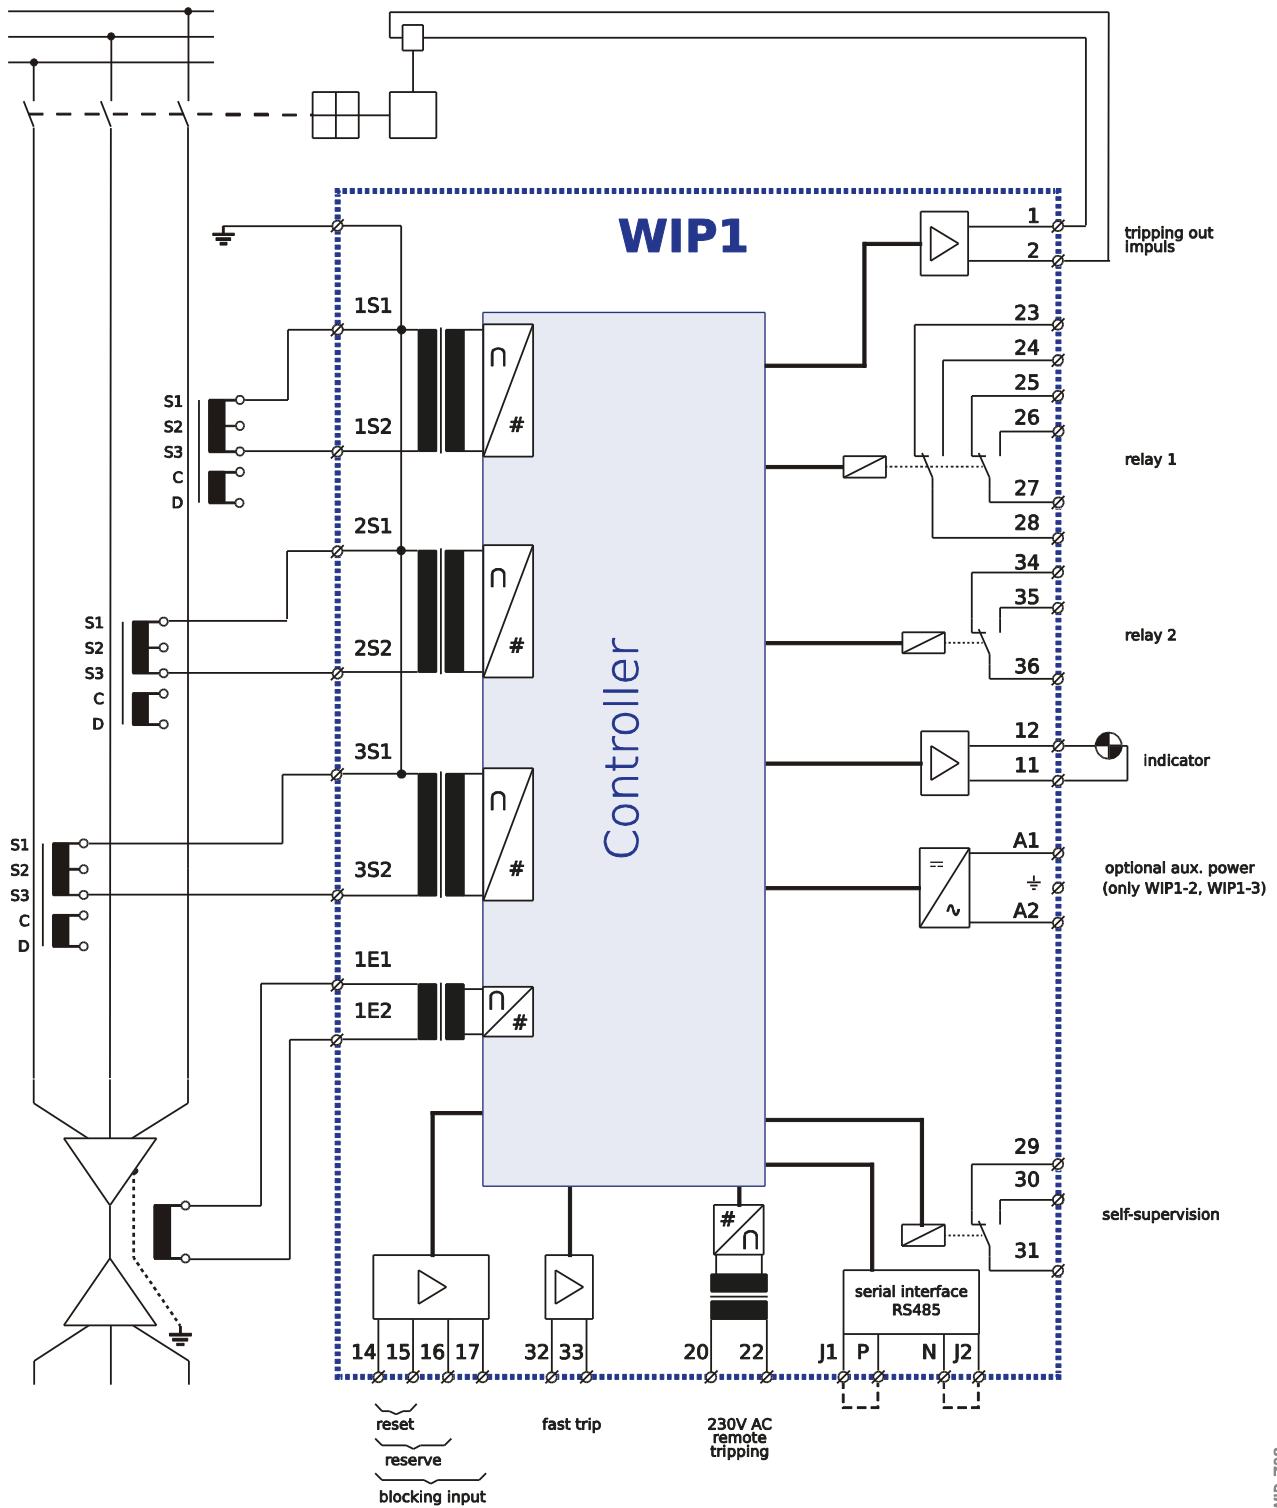 WIP1
1
2
tripping out
impuls
1S1
23
24
25
26
S1
S2
S3
C
D
1S2
#
relay 1
27
28
2S1
34
35
S1
S2
S3
C
D
2S2
#
relay 2
36
Controller
3S1
12
11
indicator
S1
S2
S3
C
D
3S2
#
A1
optional aux. power
(only WIP1-2, WIP1-3)
A2
1E1
1E2
#
29
30
self-supervision
31
#
serial interface
RS485
14
15
16
17
32
33
20
22
J1
P
N
J2
reset
fast trip
230V AC
remote
tripping
reserve
blocking input